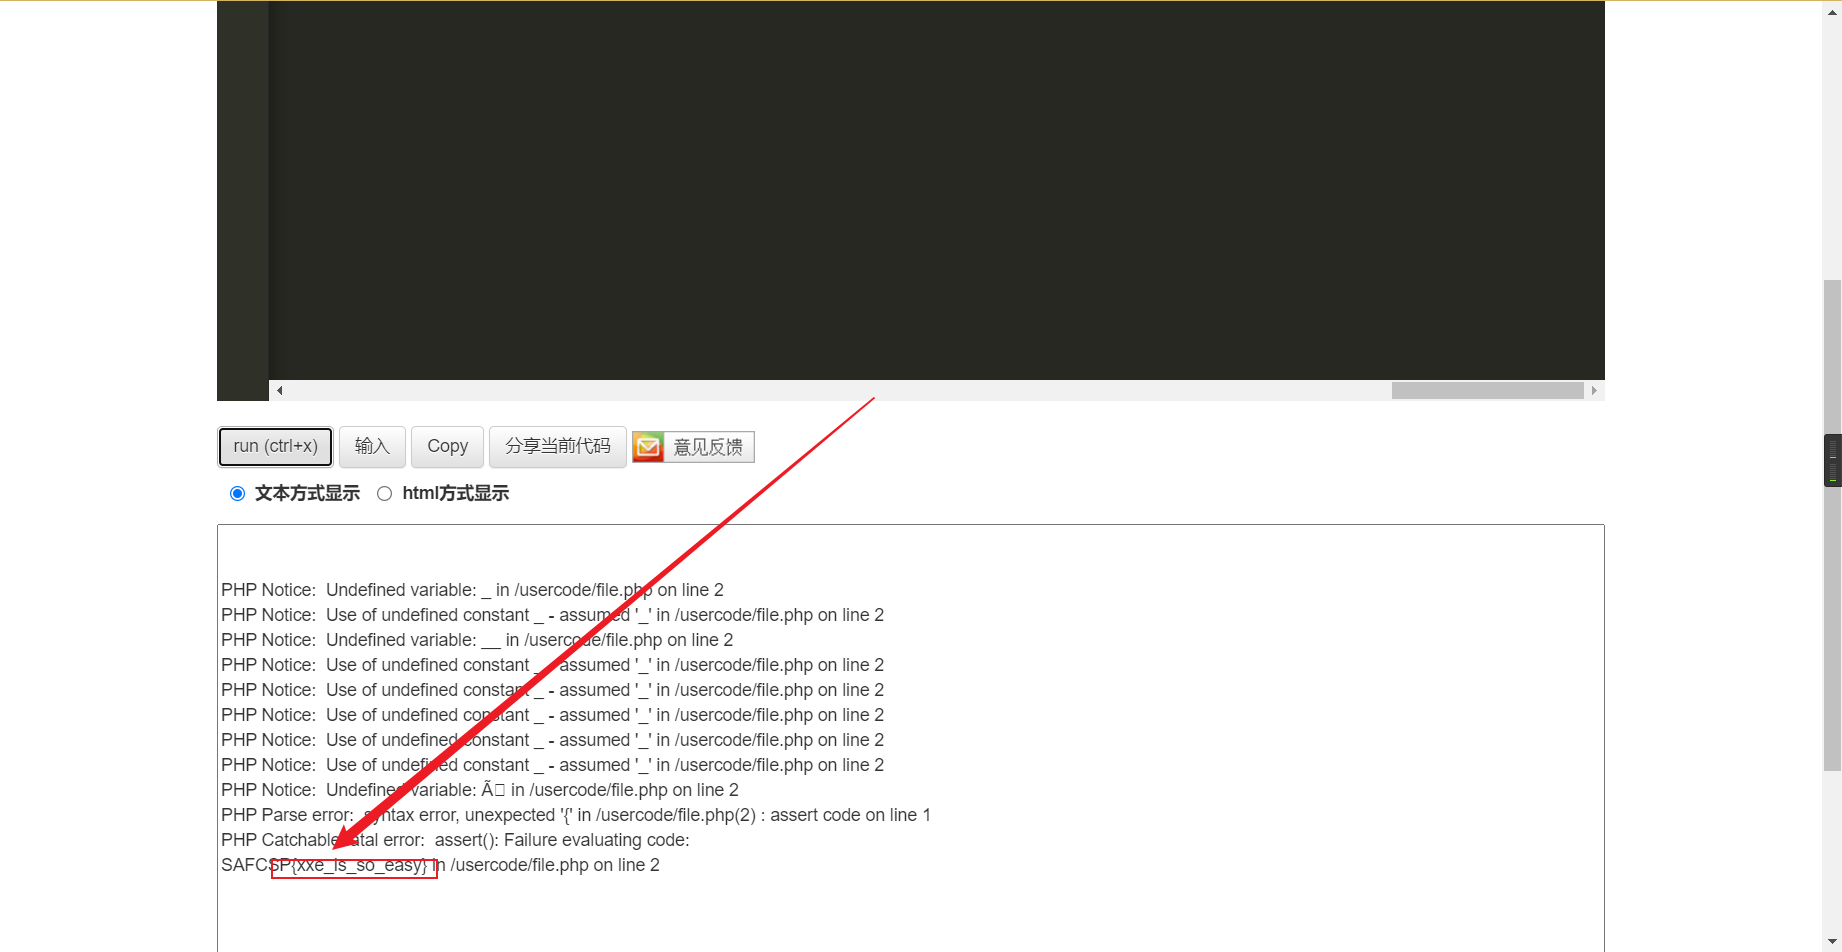 run (ctrl+x) 输入 Copy 分享当前代码 意见反馈
文本方式显示 html方式显示
PHP Notice:  Undefined variable: _ in /usercode/file.php on line 2
PHP Notice:  Use of undefined constant _ - assumed '_' in /usercode/file.php on line 2
PHP Notice:  Undefined variable: __ in /usercode/file.php on line 2
PHP Notice:  Use of undefined constant _ - assumed '_' in /usercode/file.php on line 2
PHP Notice:  Use of undefined constant _ - assumed '_' in /usercode/file.php on line 2
PHP Notice:  Use of undefined constant _ - assumed '_' in /usercode/file.php on line 2
PHP Notice:  Use of undefined constant _ - assumed '_' in /usercode/file.php on line 2
PHP Notice:  Use of undefined constant _ - assumed '_' in /usercode/file.php on line 2
PHP Notice:  Undefined variable: Ã in /usercode/file.php on line 2
PHP Parse error:  syntax error, unexpected '{' in /usercode/file.php(2) : assert code on line 1
PHP Catchable fatal error:  assert(): Failure evaluating code:
SAFCSP{xxe_is_so_easy} in /usercode/file.php on line 2